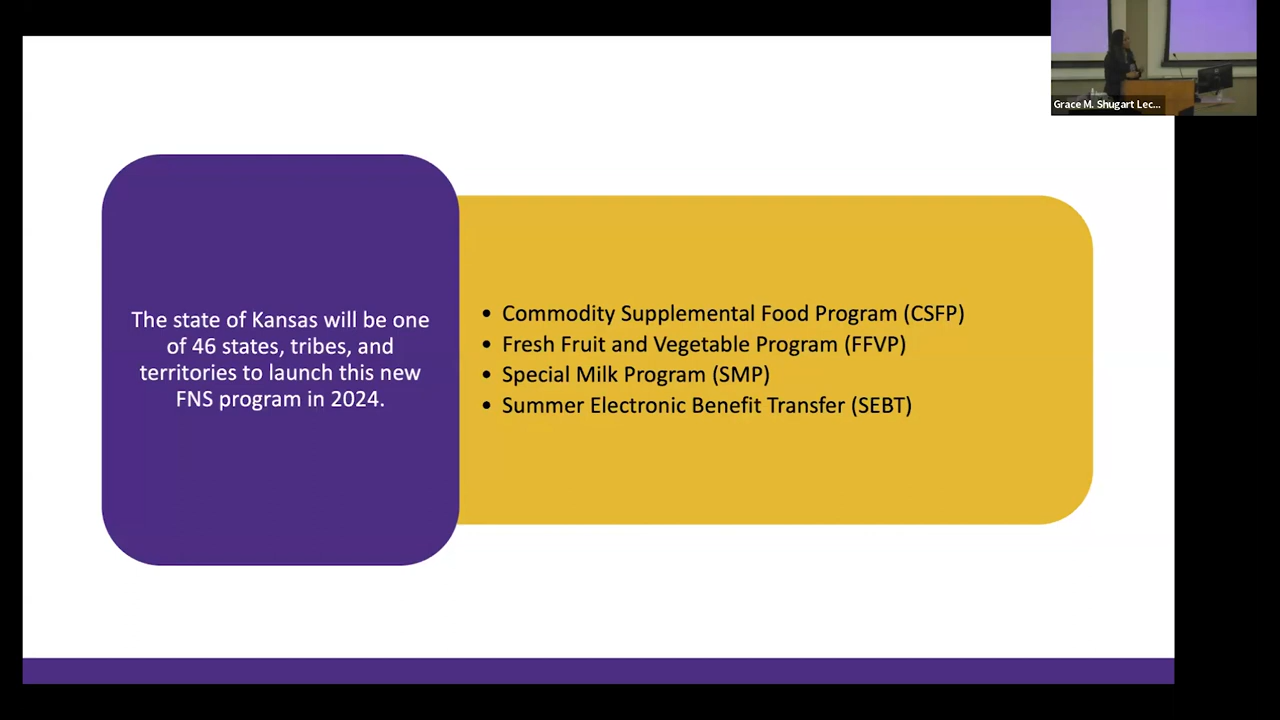 Grace M. Shugart Lec...
The state of Kansas will be one
of 46 states, tribes, and
territories to launch this new
FNS program in 2024.
• Commodity Supplemental Food Program (CSFP)
• Fresh Fruit and Vegetable Program (FFVP)
• Special Milk Program (SMP)
• Summer Electronic Benefit Transfer (SEBT)